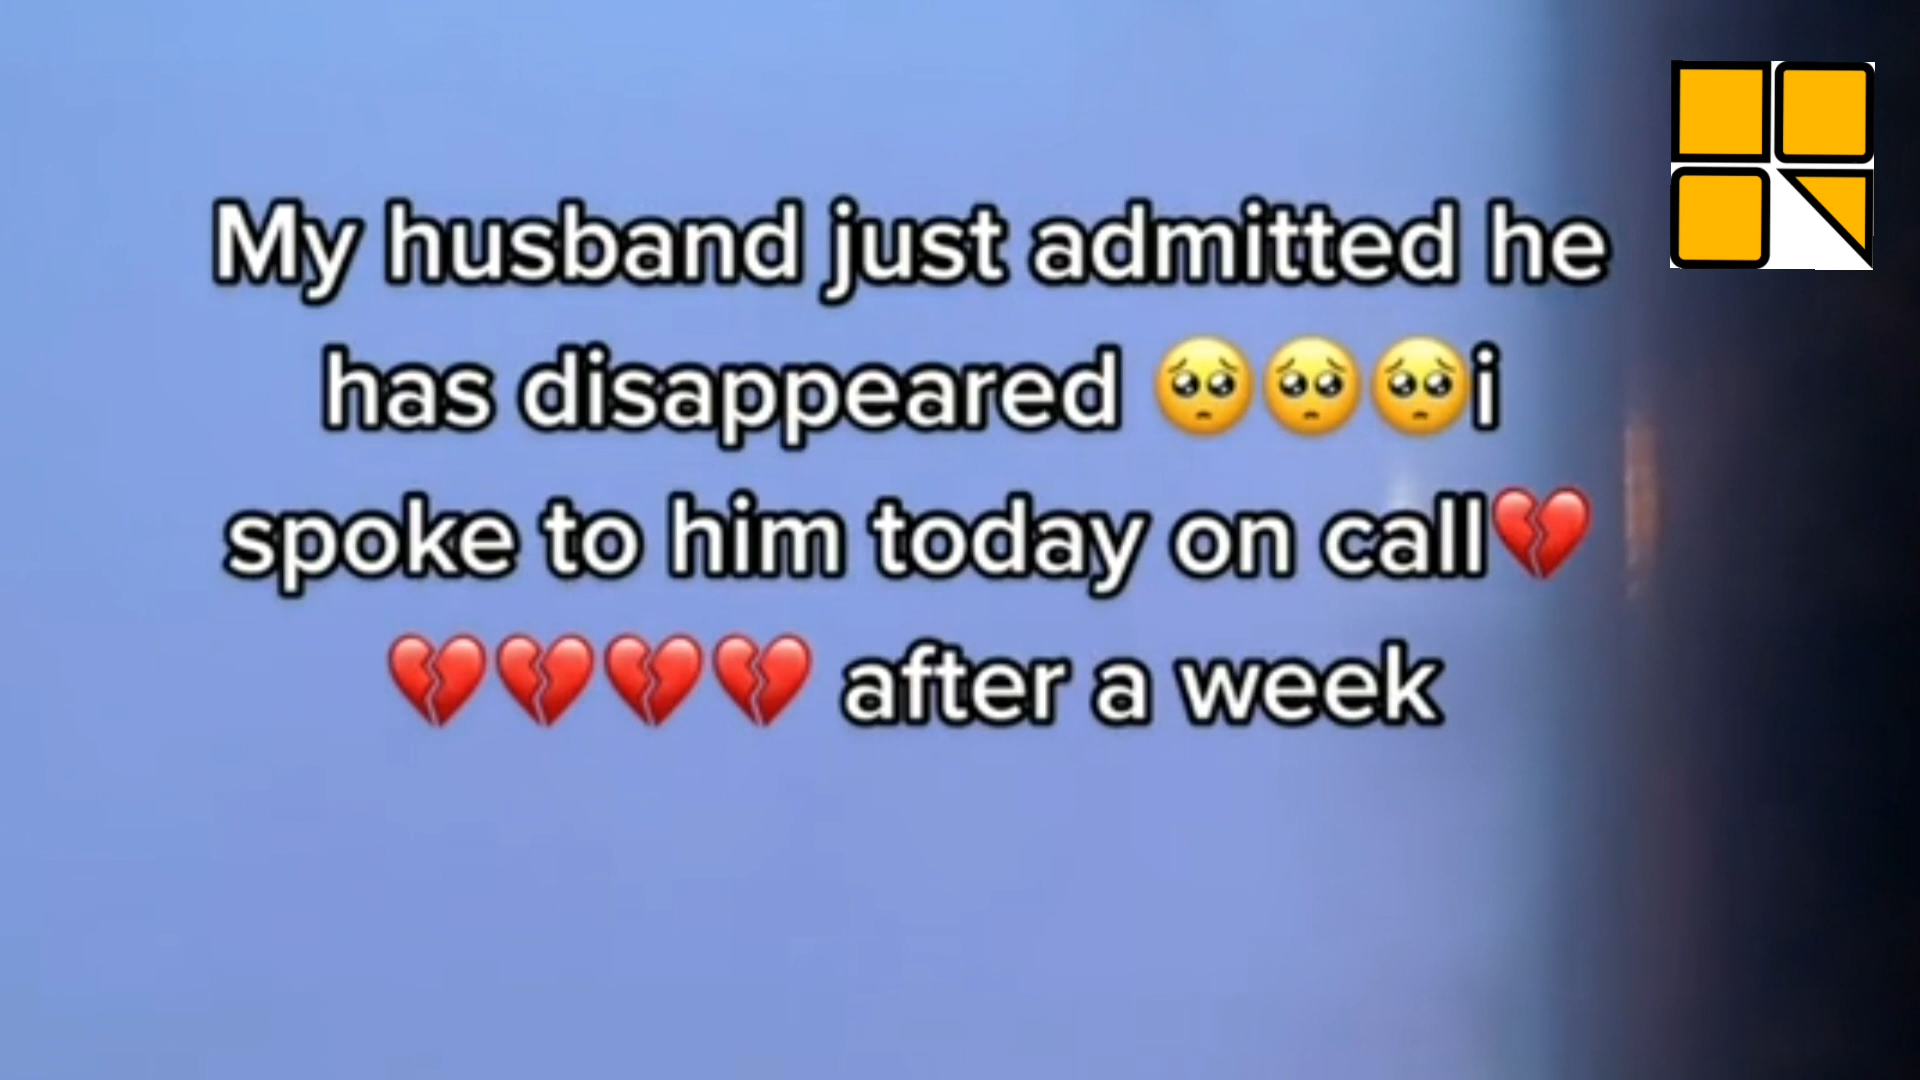 My husband just admitted he
has disappeared 🥺🥺🥺i
spoke to him today on call💔
💔💔💔💔 after a week